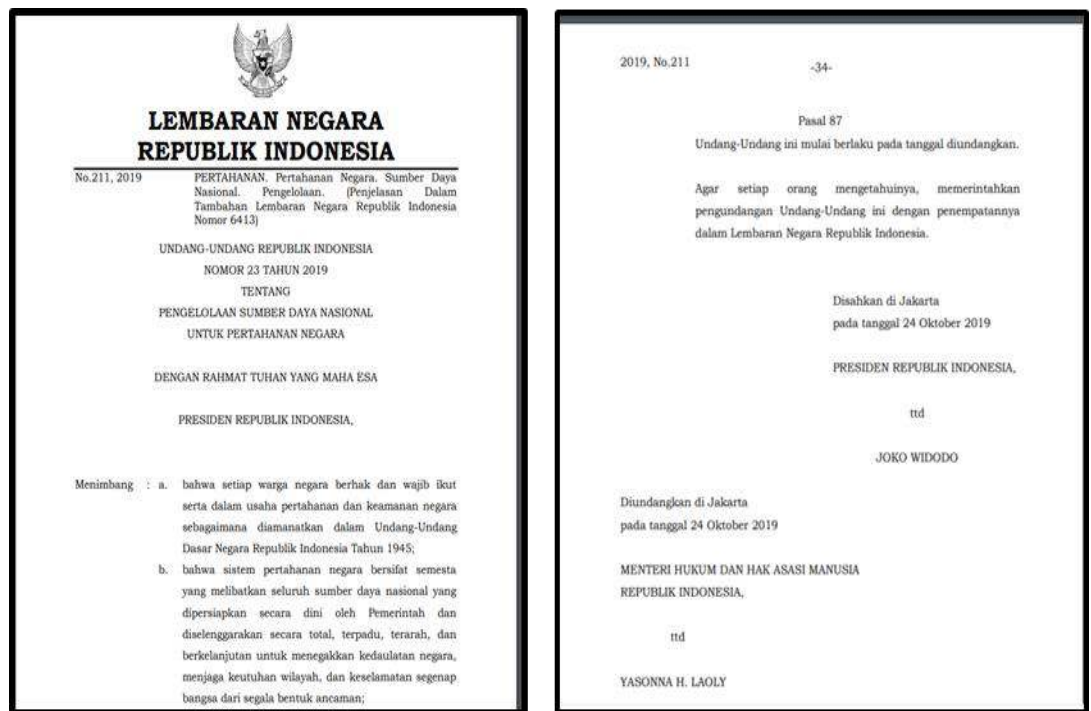 LEMBARAN NEGARA
REPUBLIK INDONESIA
No.211, 2019 PERTAHANAN. Pertahanan Negara. Sumber Daya
Nasional. Pengelolaan. (Penjelasan Dalam
Tambahan Lembaran Negara Republik Indonesia
Nomor 6413)
UNDANG-UNDANG REPUBLIK INDONESIA
NOMOR 23 TAHUN 2019
TENTANG
PENGELOLAAN SUMBER DAYA NASIONAL
UNTUK PERTAHANAN NEGARA
DENGAN RAHMAT TUHAN YANG MAHA ESA
PRESIDEN REPUBLIK INDONESIA,
Menimbang : a. bahwa setiap warga negara berhak dan wajib ikut
serta dalam usaha pertahanan dan keamanan negara
sebagaimana diamanatkan dalam Undang-Undang
Dasar Negara Republik Indonesia Tahun 1945;
b. bahwa sistem pertahanan negara bersifat semesta
yang melibatkan seluruh sumber daya nasional yang
dipersiapkan secara dini oleh Pemerintah dan
diselenggarakan secara total, terpadu, terarah, dan
berkelanjutan untuk menegakkan kedaulatan negara,
menjaga keutuhan wilayah, dan keselamatan segenap
bangsa dari segala bentuk ancaman;
2019, No.211 -34-
Pasal 87
Undang-Undang ini mulai berlaku pada tanggal diundangkan.
Agar setiap orang mengetahuinya, memerintahkan
pengundangan Undang-Undang ini dengan penempatannya
dalam Lembaran Negara Republik Indonesia.
Disahkan di Jakarta
pada tanggal 24 Oktober 2019
PRESIDEN REPUBLIK INDONESIA,
ttd
JOKO WIDODO
Diundangkan di Jakarta
pada tanggal 24 Oktober 2019
MENTERI HUKUM DAN HAK ASASI MANUSIA
REPUBLIK INDONESIA,
ttd
YASONNA H. LAOLY